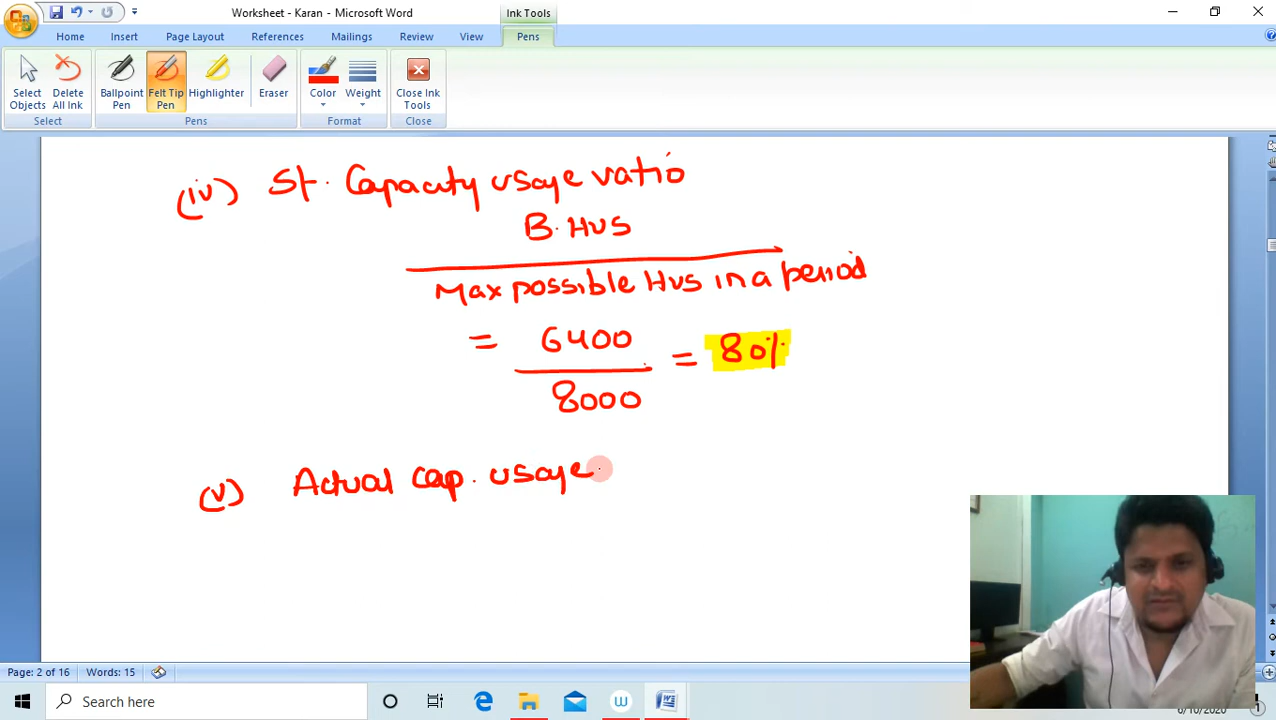 Worksheet - Karan - Microsoft Word
Ink Tools
Home Insert Page Layout References Mailings Review View Pens
Select Objects
Delete All Ink
Ballpoint Pen
Felt Tip Pen
Highlighter
Eraser
Color
Weight
Close Ink Tools
Select Pens Format Close
(iv) St. Capacity usage ratio
B. Hrs
Max possible Hrs in a period
= 6400
8000
= 80%
(v) Actual Cap. usage
Page: 2 of 16 Words: 15
Search here
6/10/2020